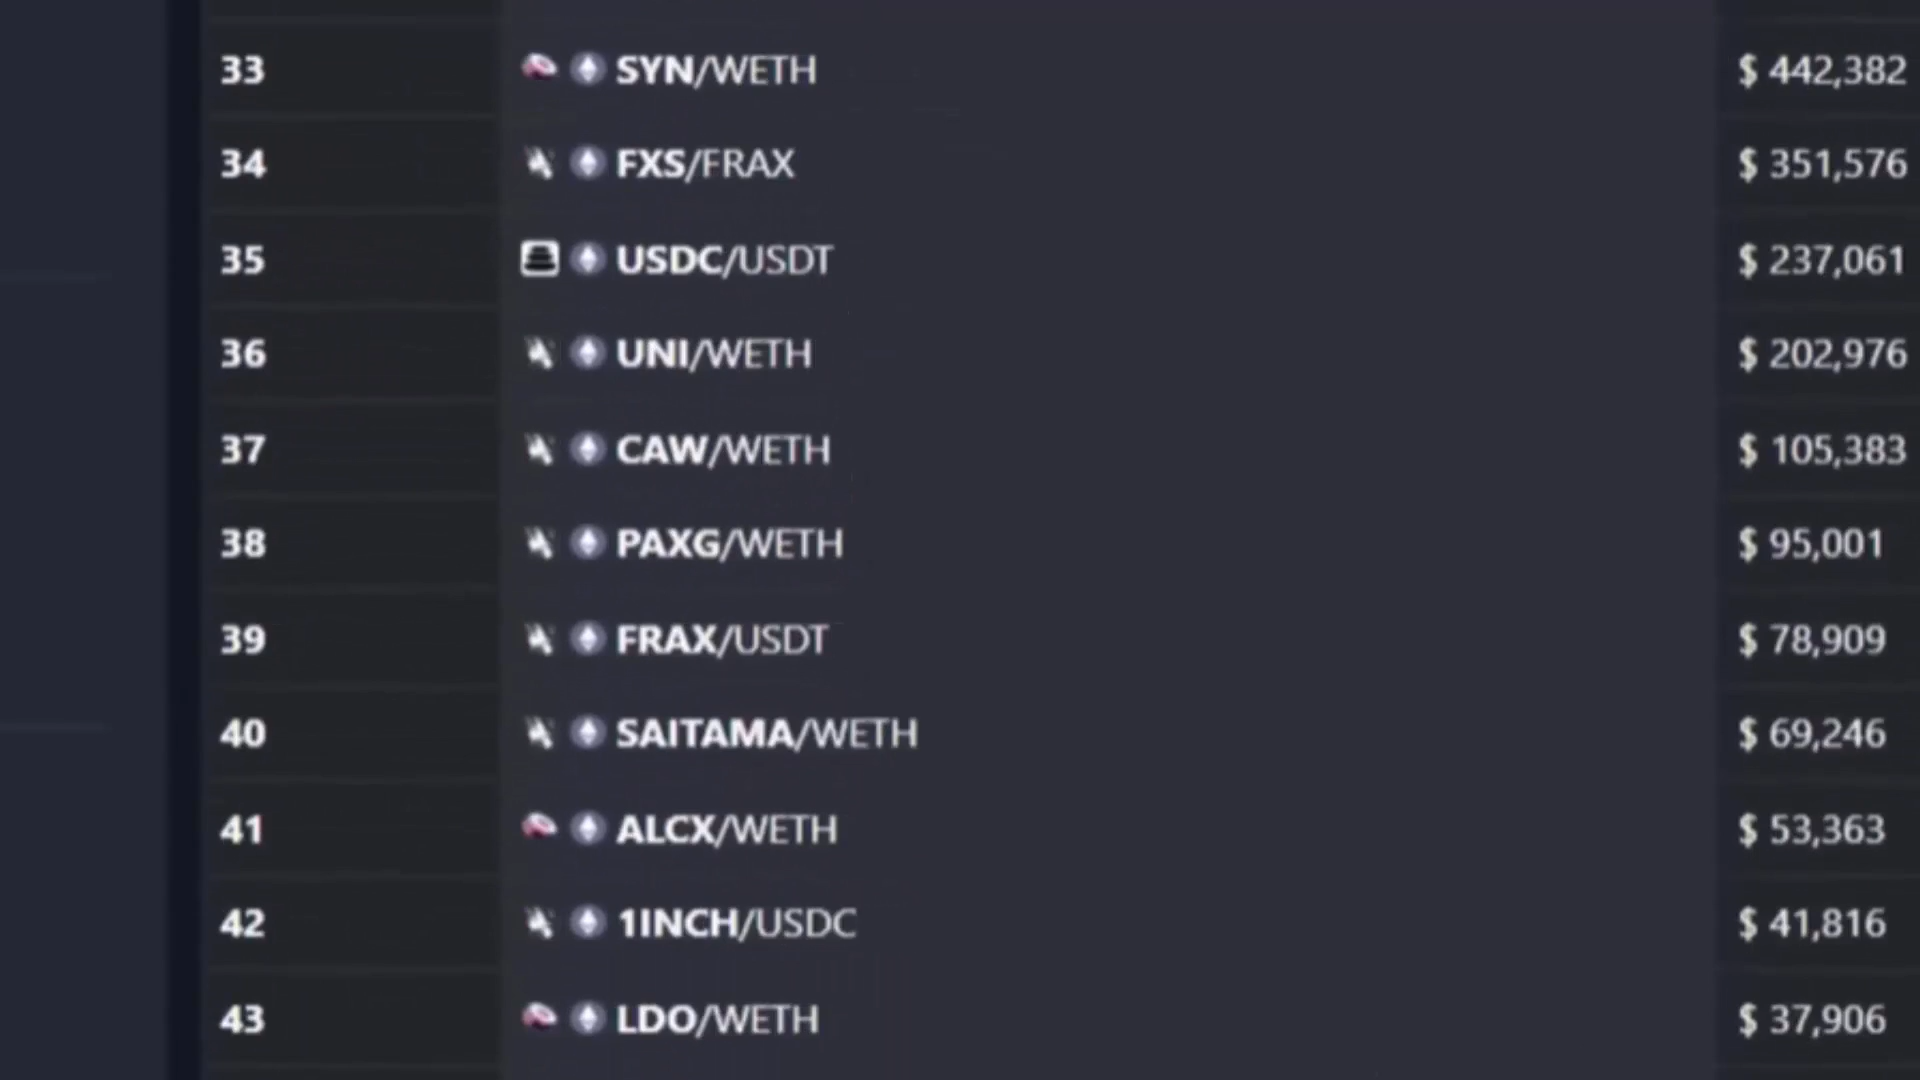 33 SYN/WETH $ 442,382
34 FXS/FRAX $ 351,576
35 USDC/USDT $ 237,061
36 UNI/WETH $ 202,976
37 CAW/WETH $ 105,383
38 PAXG/WETH $ 95,001
39 FRAX/USDT $ 78,909
40 SAITAMA/WETH $ 69,246
41 ALCX/WETH $ 53,363
42 1INCH/USDC $ 41,816
43 LDO/WETH $ 37,906